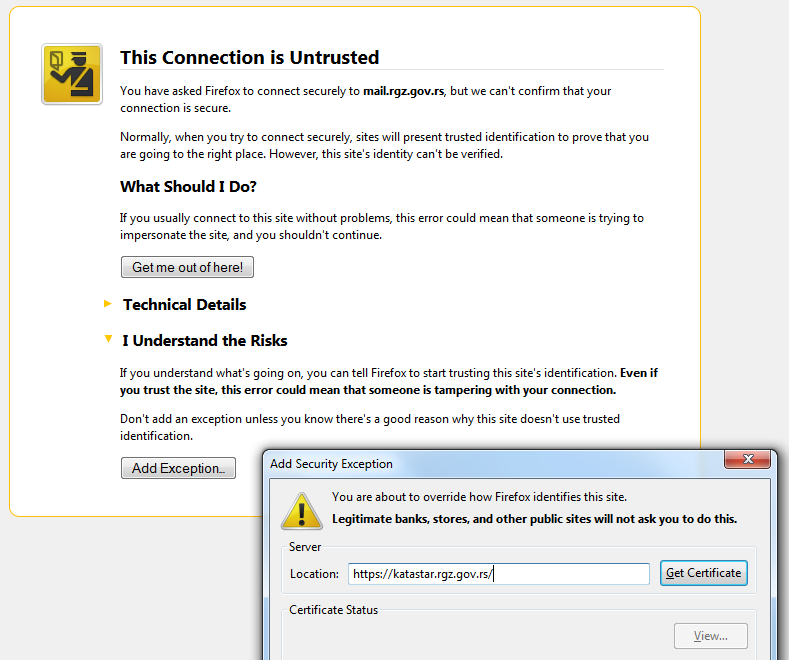 This Connection is Untrusted
You have asked Firefox to connect securely to mail.rgz.gov.rs, but we can't confirm that your
connection is secure.
Normally, when you try to connect securely, sites will present trusted identification to prove that you
are going to the right place. However, this site's identity can't be verified.
What Should I Do?
If you usually connect to this site without problems, this error could mean that someone is trying to
impersonate the site, and you shouldn't continue.
Get me out of here!
Technical Details
I Understand the Risks
If you understand what's going on, you can tell Firefox to start trusting this site's identification. Even if
you trust the site, this error could mean that someone is tampering with your connection.
Don't add an exception unless you know there's a good reason why this site doesn't use trusted
identification.
Add Exception…
Add Security Exception
You are about to override how Firefox identifies this site.
Legitimate banks, stores, and other public sites will not ask you to do this.
Server
Location: https://katastar.rgz.gov.rs/ Get Certificate
Certificate Status
View...